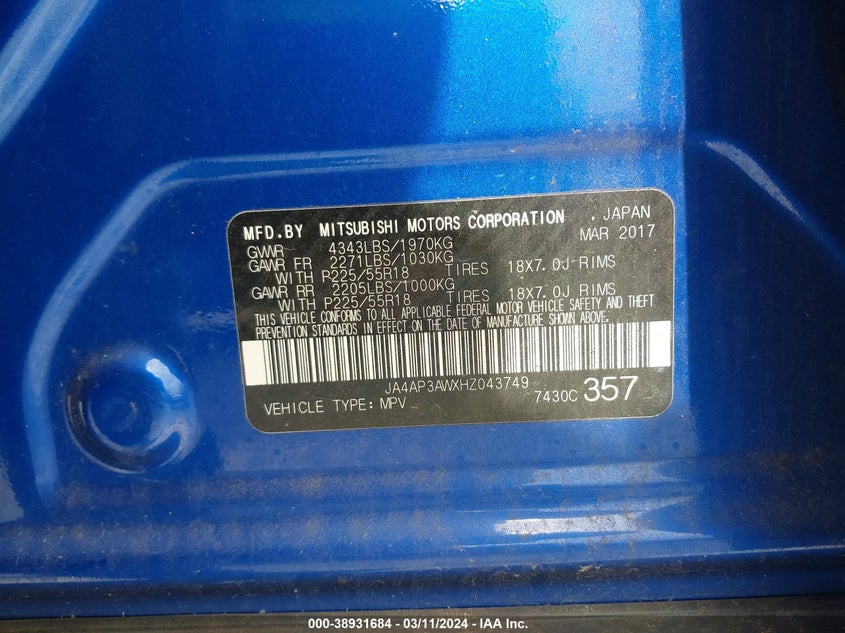 MFD.BY MITSUBISHI MOTORS CORPORATION . JAPAN
GVWR 4343LBS/1970KG MAR 2017
GAWR FR 2271LBS/1030KG
WITH P225/55R18 TIRES 18X7.0J RIMS
GAWR RR 2205LBS/1000KG
WITH P225/55R18 TIRES 18X7.0J RIMS
THIS VEHICLE CONFORMS TO ALL APPLICABLE FEDERAL MOTOR VEHICLE SAFETY AND THEFT
PREVENTION STANDARDS IN EFFECT ON THE DATE OF MANUFACTURE SHOWN ABOVE.
JA4AP3AWXHZ043749
VEHICLE TYPE: MPV 7430C 357
000-38931684 - 03/11/2024 - IAA Inc.